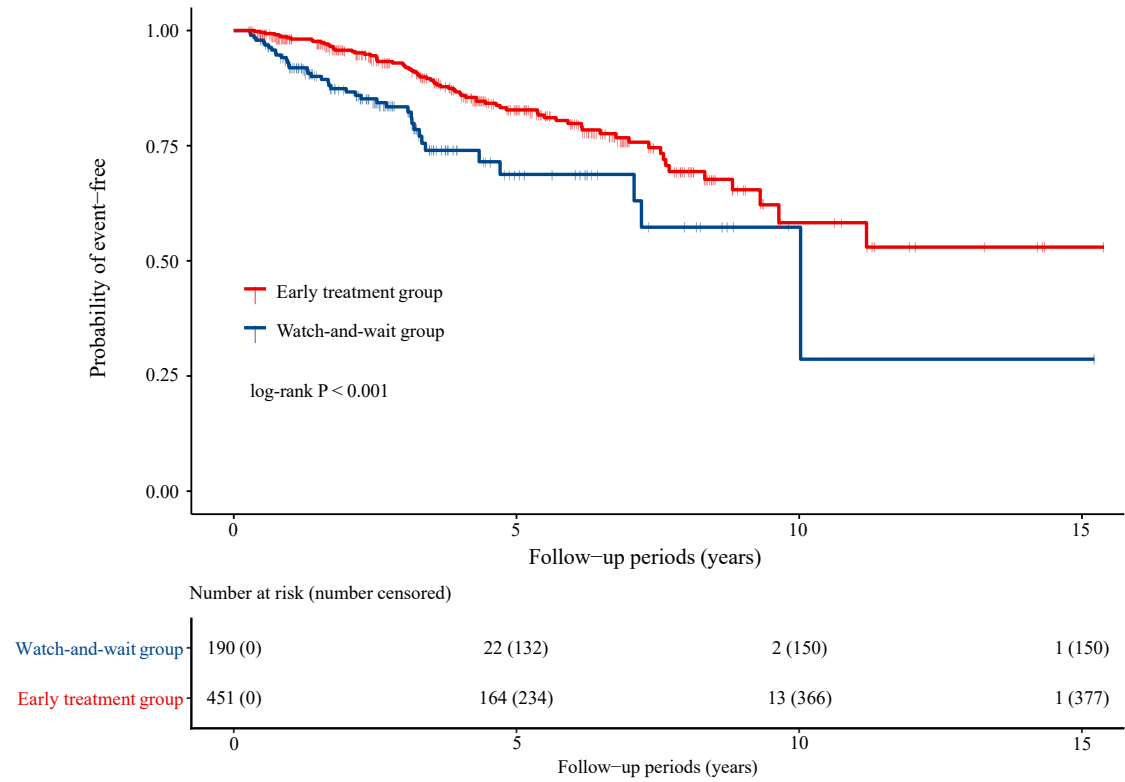 1.00
0.75
0.50
0.25
0.00
Probability of event−free
Early treatment group
Watch-and-wait group
log-rank P < 0.001
0 5 10 15
Follow−up periods (years)
Number at risk (number censored)
Watch-and-wait group 190 (0) 22 (132) 2 (150) 1 (150)
Early treatment group 451 (0) 164 (234) 13 (366) 1 (377)
0 5 10 15
Follow−up periods (years)